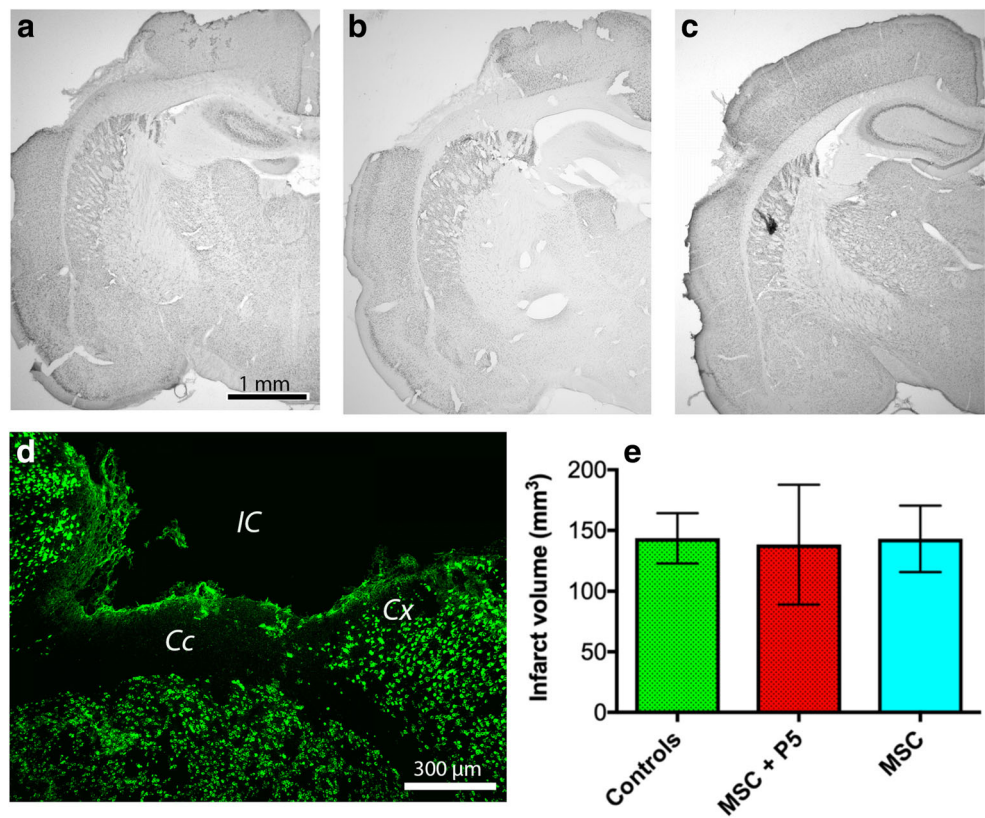 a
b
c
1 mm
d
IC
Cc
Cx
300 µm
e
Infarct volume (mm³)
200
150
100
50
0
Controls
MSC + P5
MSC